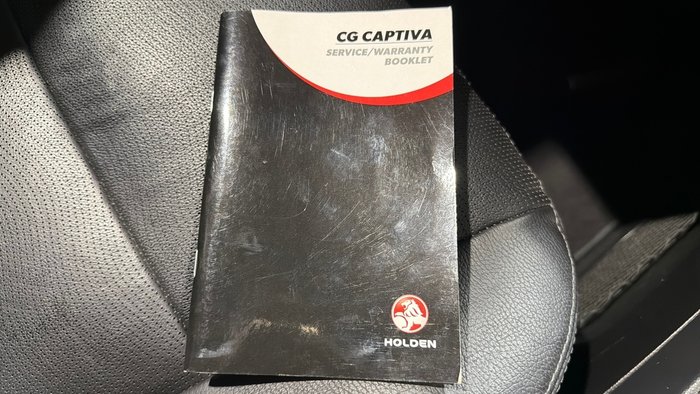 CG CAPTIVA
SERVICE/WARRANTY
BOOKLET
HOLDEN